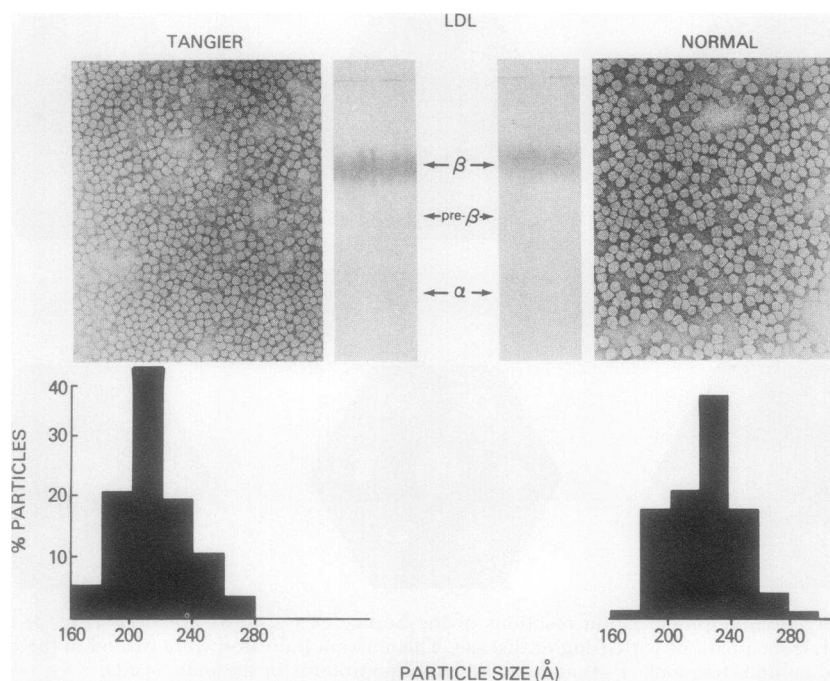 LDL
TANGIER
NORMAL
β
pre-β
α
40
30
20
10
% PARTICLES
160 200 240 280
160 200 240 280
PARTICLE SIZE (Å)